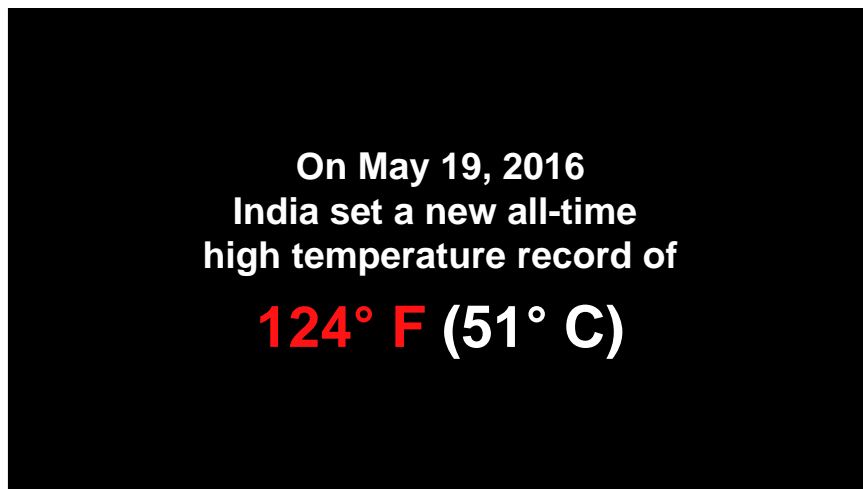 On May 19, 2016
India set a new all-time
high temperature record of
124° F (51° C)